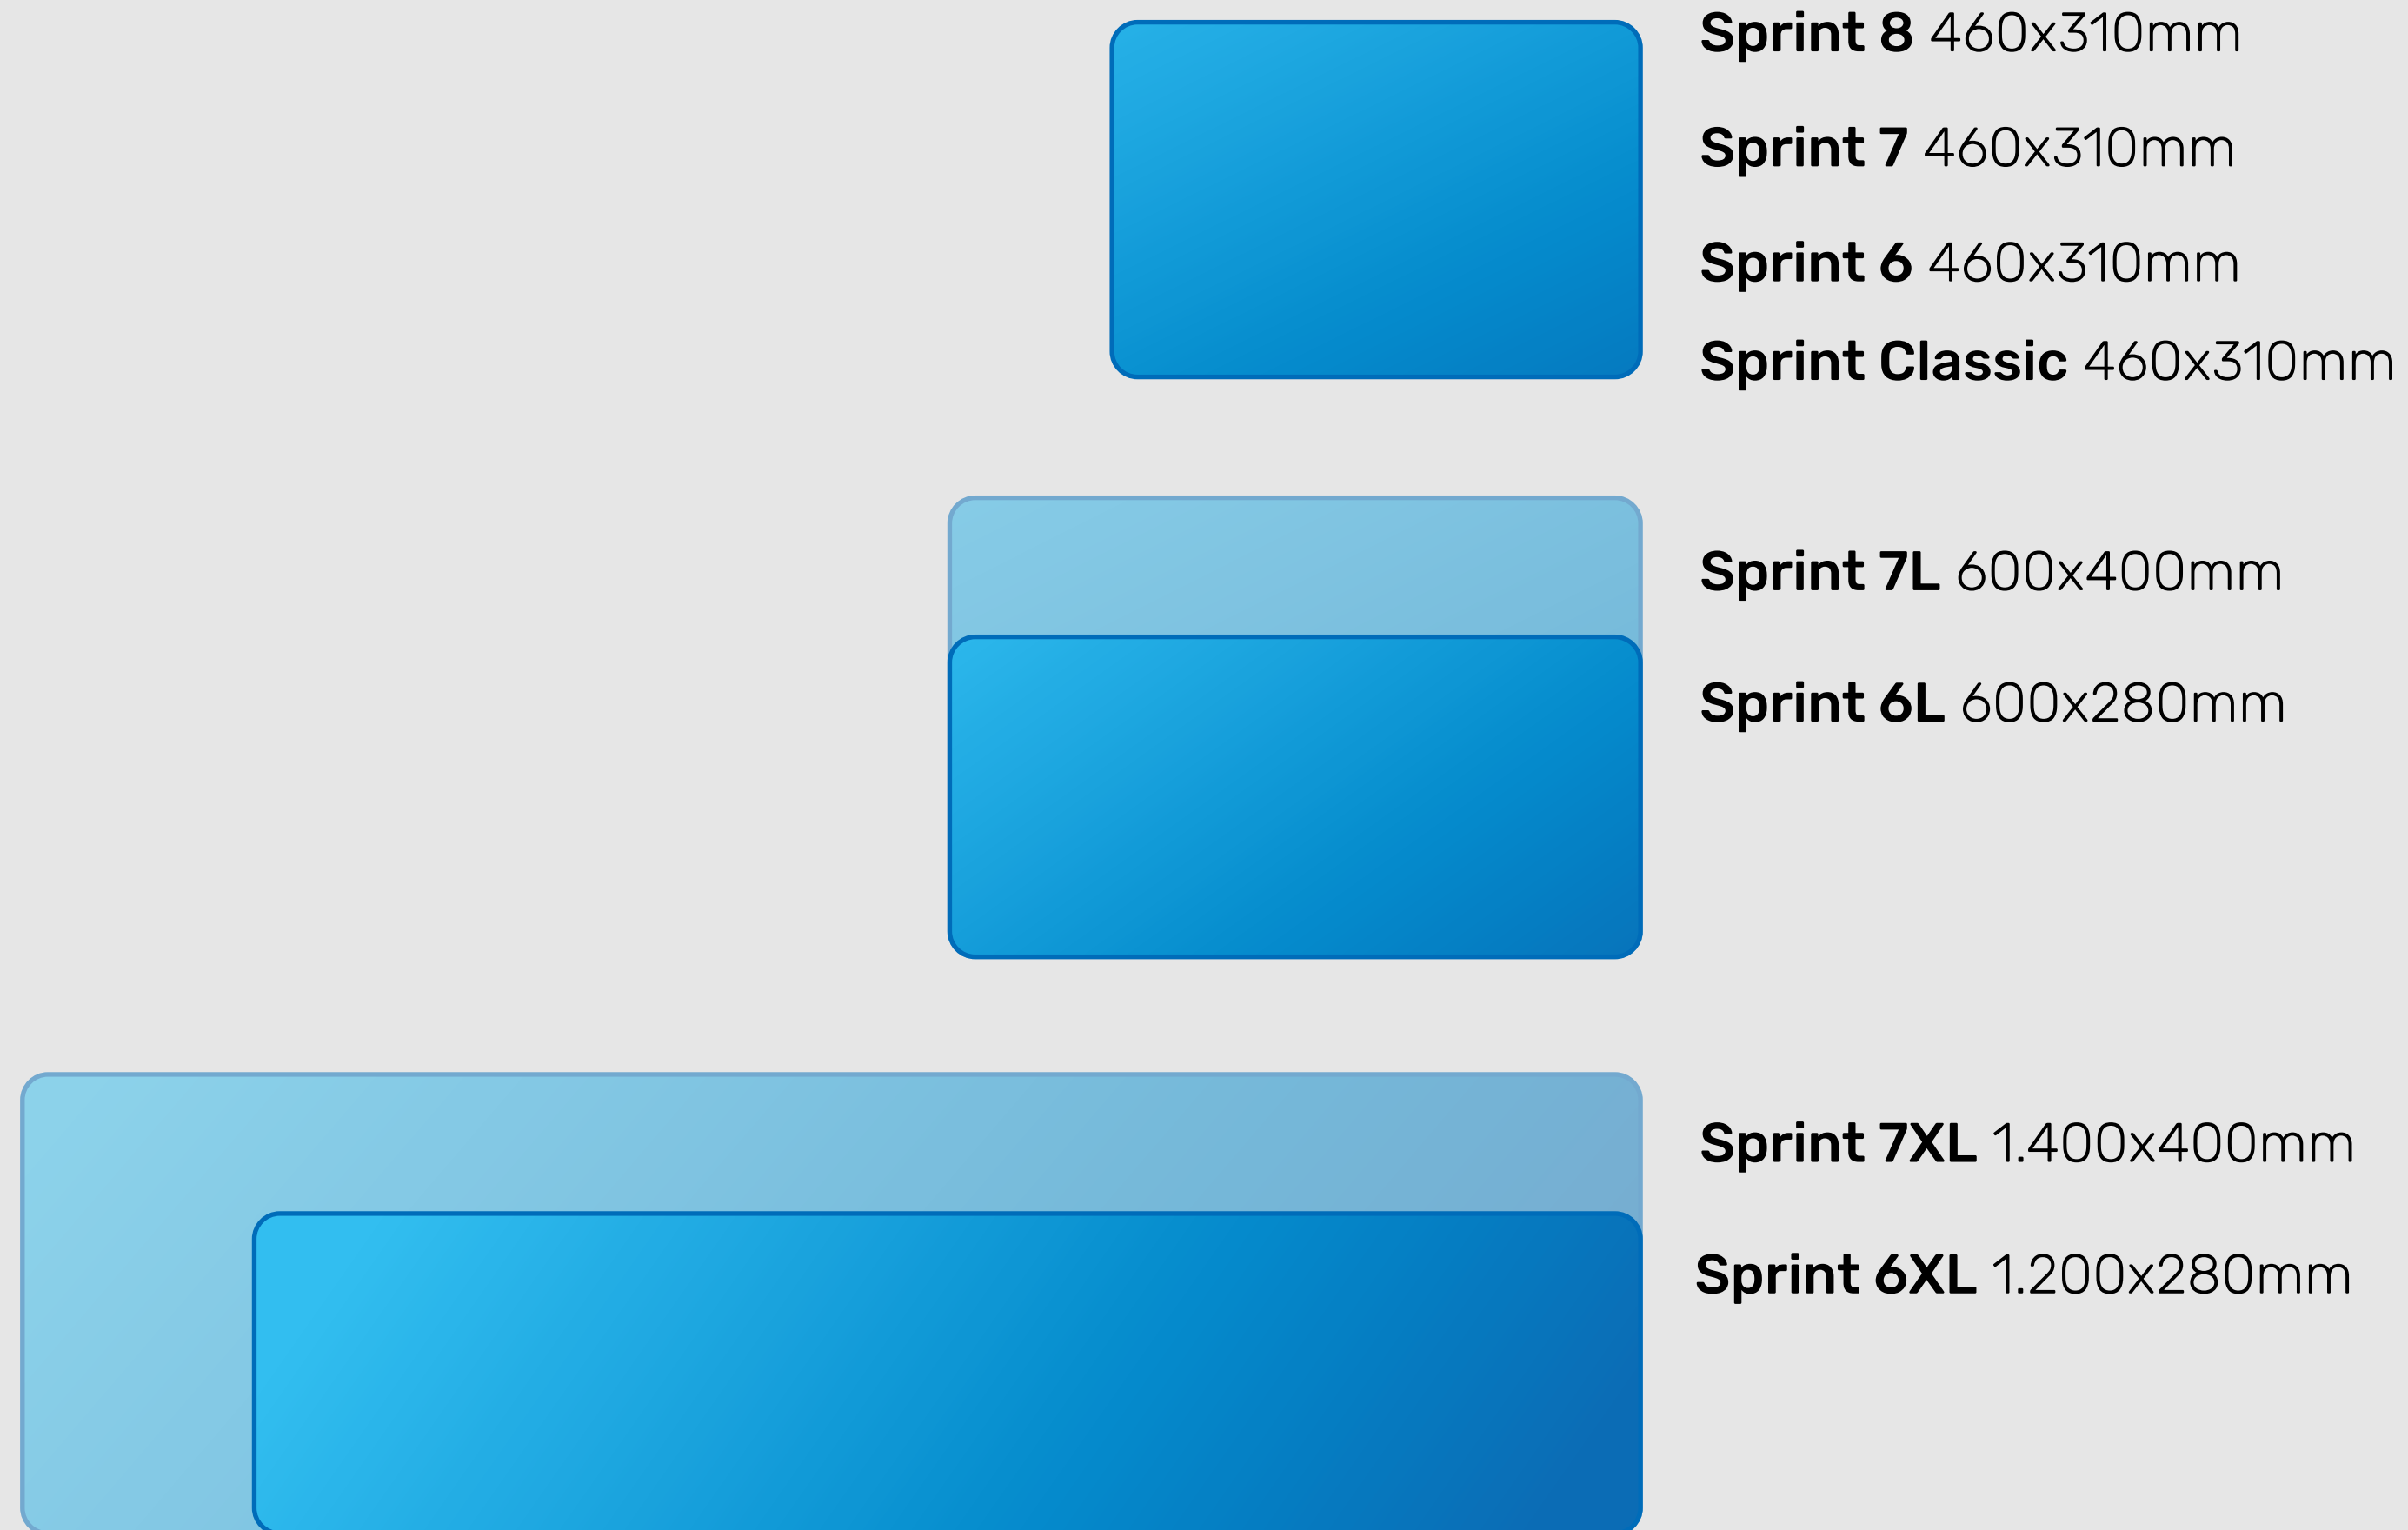 Sprint 8 460x310mm
Sprint 7 460x310mm
Sprint 6 460x310mm
Sprint Classic 460x310mm
Sprint 7L 600x400mm
Sprint 6L 600x280mm
Sprint 7XL 1.400x400mm
Sprint 6XL 1.200x280mm